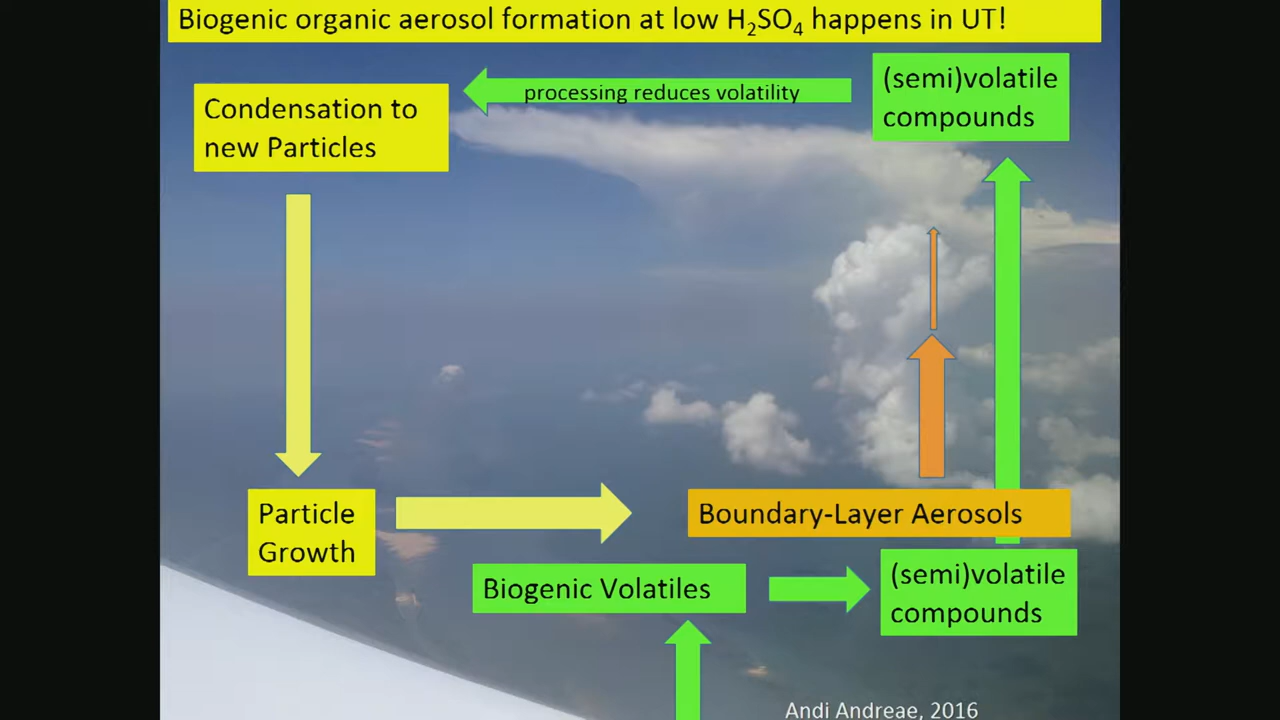 Biogenic organic aerosol formation at low H₂SO₄ happens in UT!
(semi)volatile
compounds
processing reduces volatility
Condensation to
new Particles
Particle
Growth
Boundary-Layer Aerosols
Biogenic Volatiles
(semi)volatile
compounds
Andi Andreae, 2016